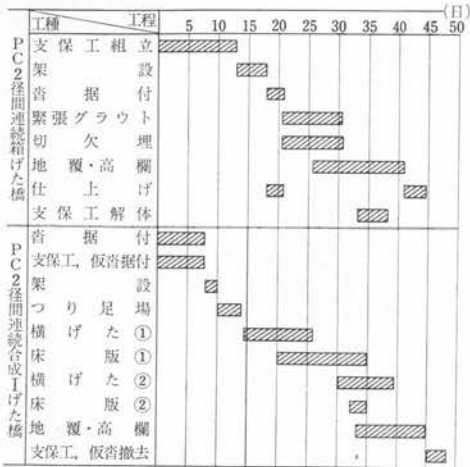 (日)
工種 工程 5 10 15 20 25 30 35 40 45 50
PC2径間連続箱げた橋
支保工組立
架設
沓据付
緊張グラウト
切欠埋
地覆・高欄
仕上げ
支保工解体
PC2径間連続合成Iげた橋
沓据付
支保工,仮沓据付
架設
つり足場
横げた①
床版①
横げた②
床版②
地覆・高欄
支保工,仮沓撤去